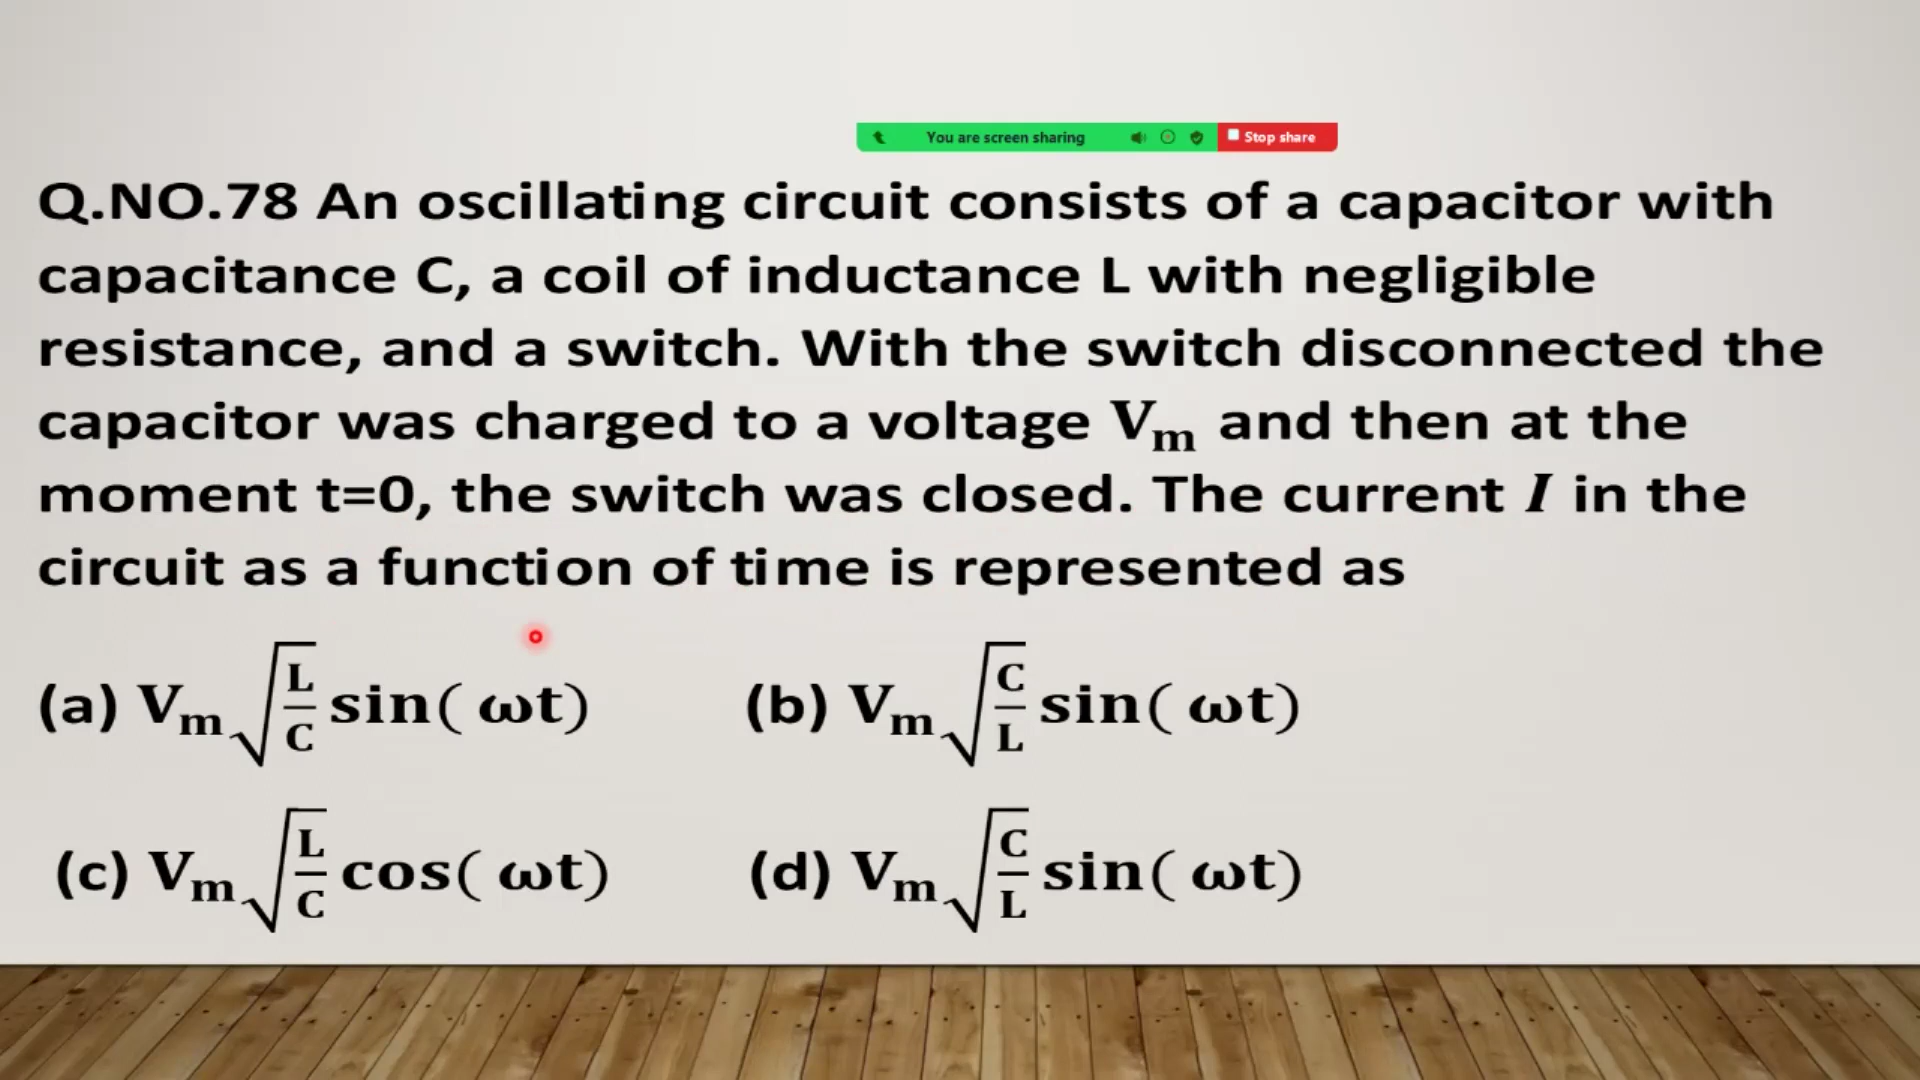 You are screen sharing Stop share
Q.NO.78 An oscillating circuit consists of a capacitor with
capacitance C, a coil of inductance L with negligible
resistance, and a switch. With the switch disconnected the
capacitor was charged to a voltage Vₘ and then at the
moment t=0, the switch was closed. The current I in the
circuit as a function of time is represented as
(a) Vₘ√(L/C) sin( ωt) (b) Vₘ√(C/L) sin( ωt)
(c) Vₘ√(L/C) cos( ωt) (d) Vₘ√(C/L) sin( ωt)